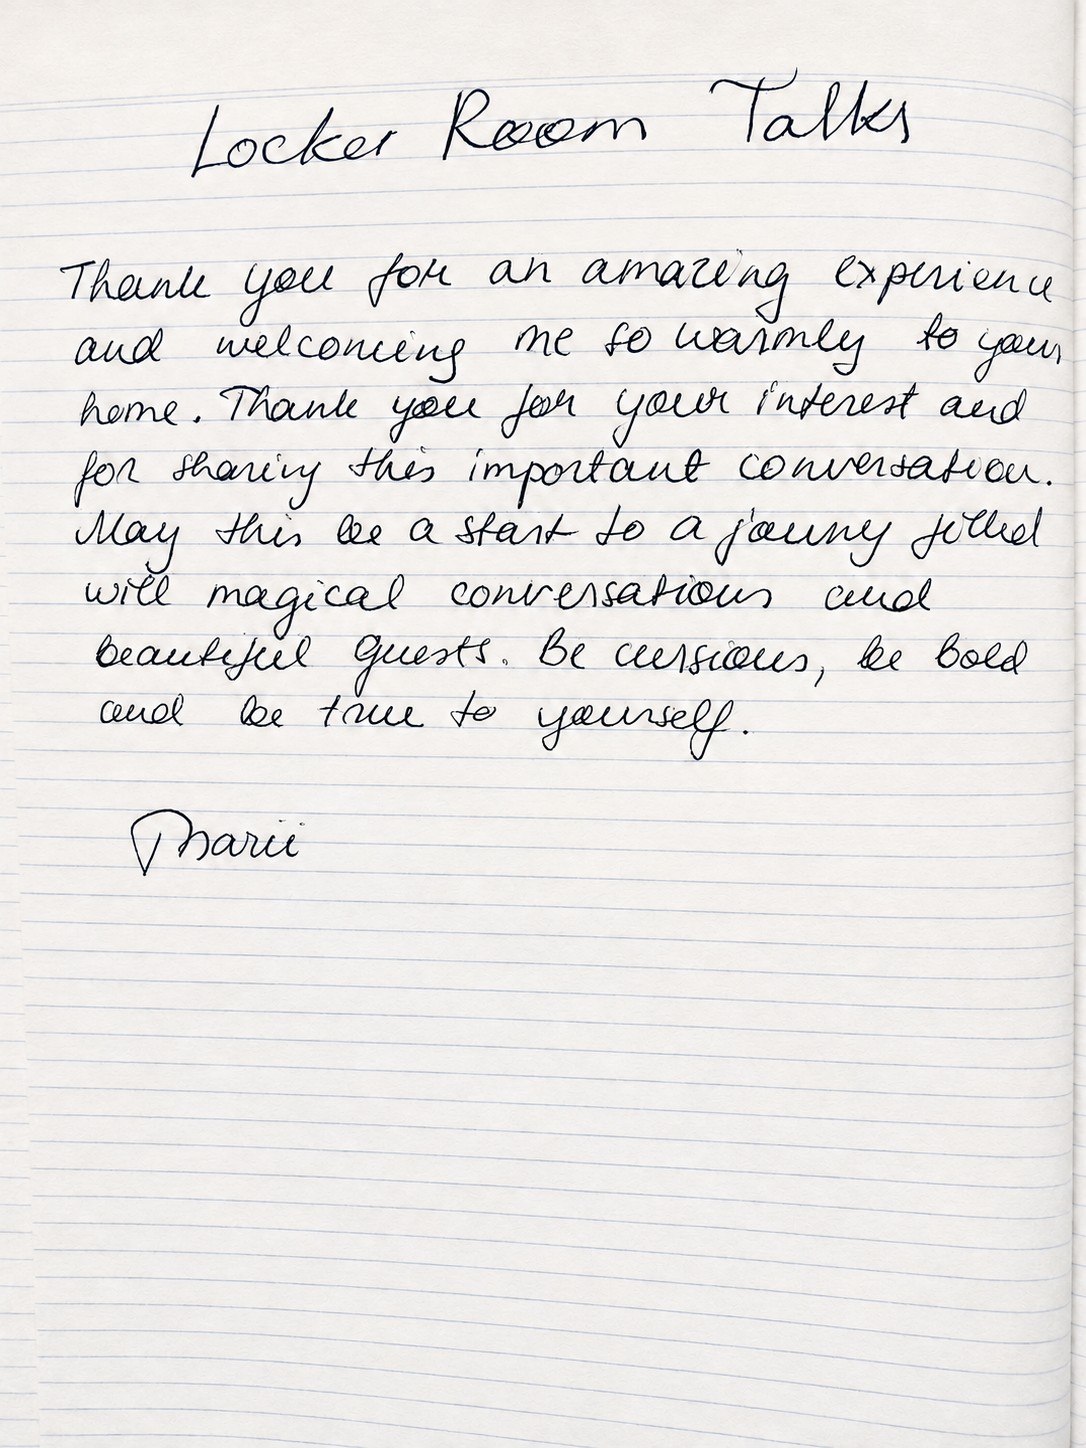 Locker Room Talks
Thank you for an amazing experience
and welcoming me so warmly to your
home. Thank you for your interest and
for sharing this important conversation.
May this be a start to a journy filled
will magical conversations and
beautiful guests. Be cursious, be bold
and be true to yourself.